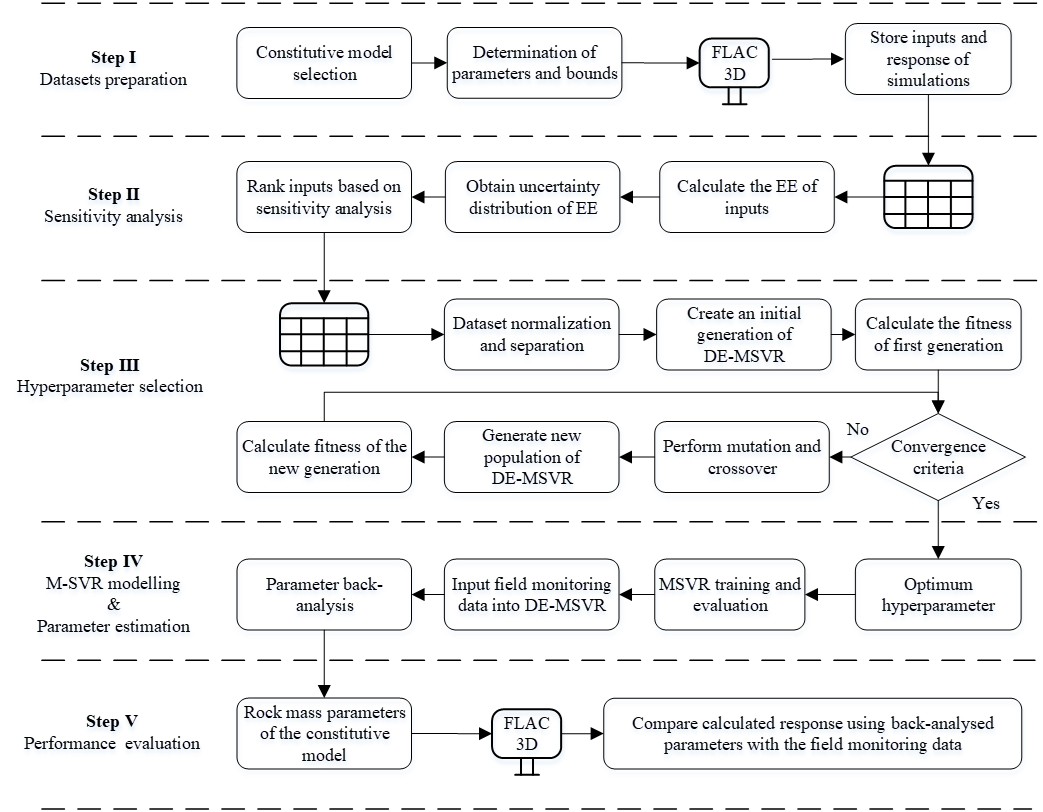 Step I
Datasets preparation
Constitutive model
selection
Determination of
parameters and bounds
FLAC
3D
Store inputs and
response of
simulations
Step II
Sensitivity analysis
Rank inputs based on
sensitivity analysis
Obtain uncertainty
distribution of EE
Calculate the EE of
inputs
Step III
Hyperparameter selection
Dataset normalization
and separation
Create an initial
generation of
DE-MSVR
Calculate the fitness
of first generation
Calculate fitness of the
new generation
Generate new
population of
DE-MSVR
Perform mutation and
crossover
No
Convergence
criteria
Yes
Step IV
M-SVR modelling
&
Parameter estimation
Parameter back-
analysis
Input field monitoring
data into DE-MSVR
MSVR training and
evaluation
Optimum
hyperparameter
Step V
Performance evaluation
Rock mass parameters
of the constitutive
model
FLAC
3D
Compare calculated response using back-analysed
parameters with the field monitoring data